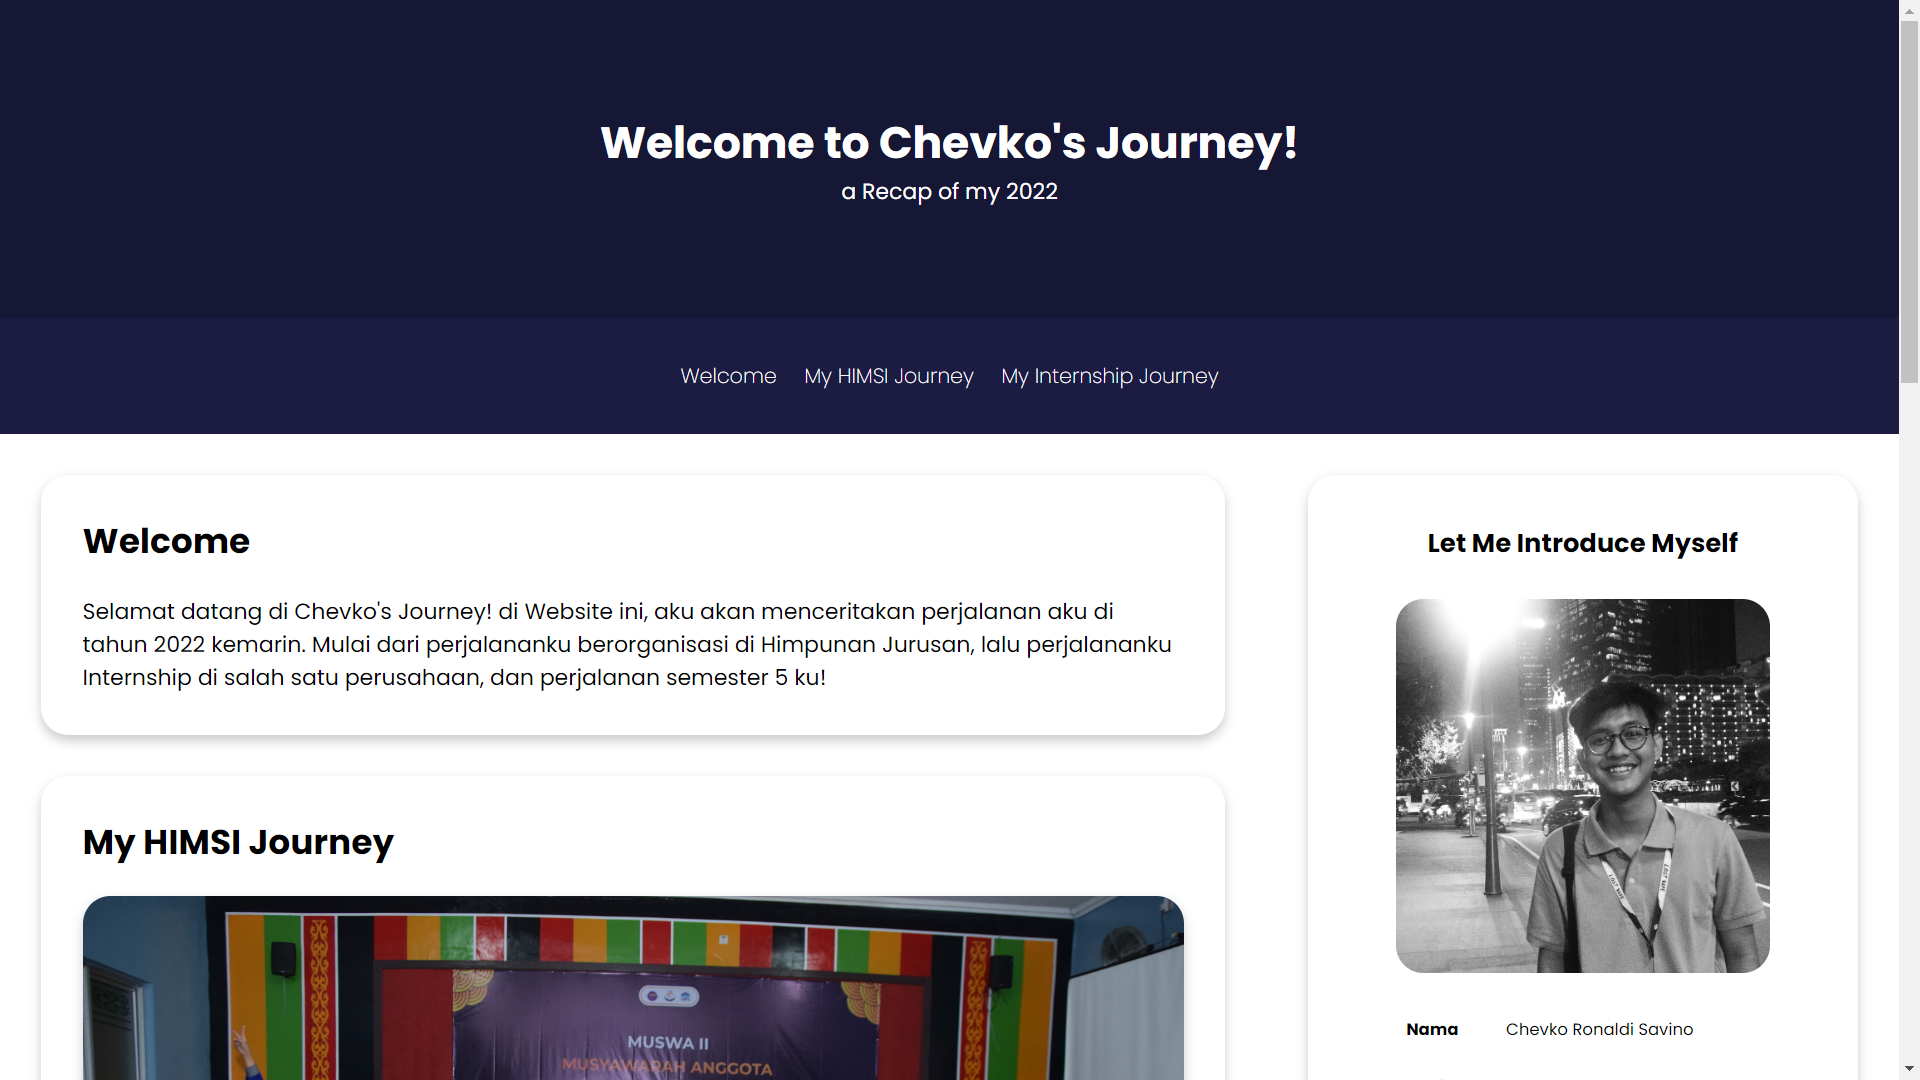 Welcome to Chevko's Journey!
a Recap of my 2022
Welcome My HIMSI Journey My Internship Journey
Welcome
Selamat datang di Chevko's Journey! di Website ini, aku akan menceritakan perjalanan aku di
tahun 2022 kemarin. Mulai dari perjalananku berorganisasi di Himpunan Jurusan, lalu perjalananku
Internship di salah satu perusahaan, dan perjalanan semester 5 ku!
My HIMSI Journey
MUSWA II
MUSYAWARAH ANGGOTA
Let Me Introduce Myself
Nama Chevko Ronaldi Savino